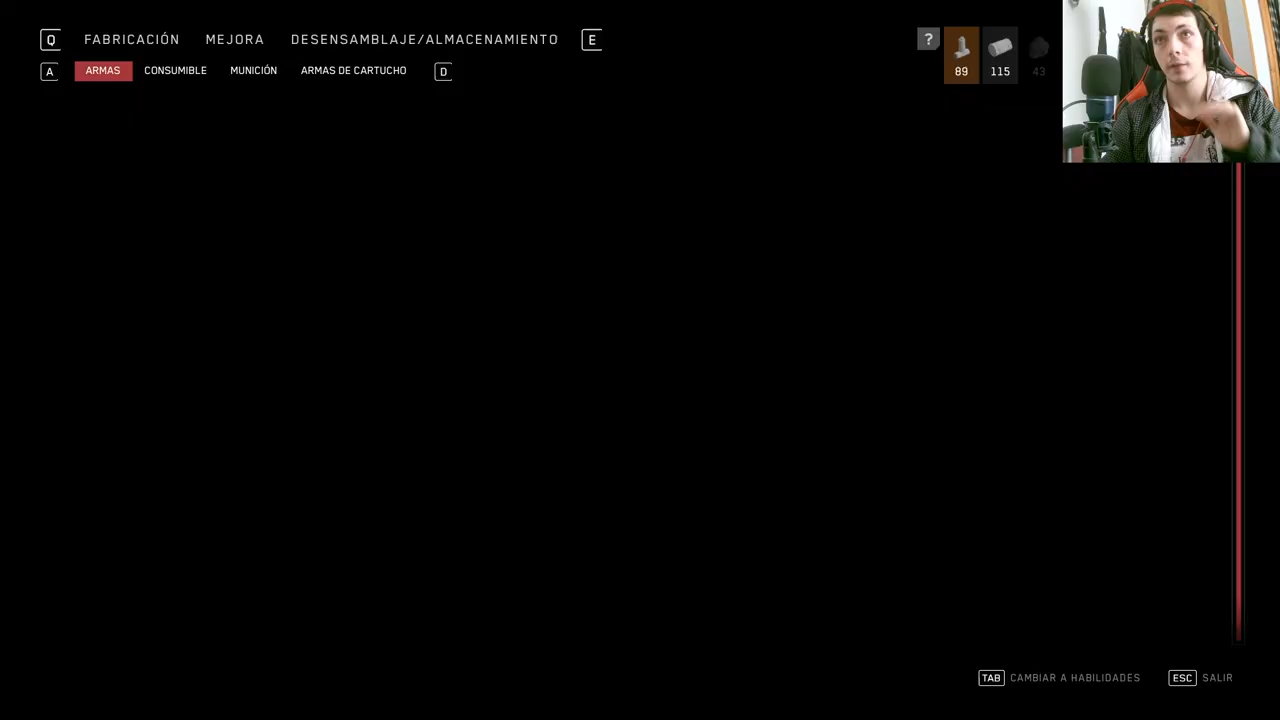 Q FABRICACIÓN MEJORA DESENSAMBLAJE/ALMACENAMIENTO E
A ARMAS CONSUMIBLE MUNICIÓN ARMAS DE CARTUCHO D
?
89 115 43
TAB CAMBIAR A HABILIDADES ESC SALIR